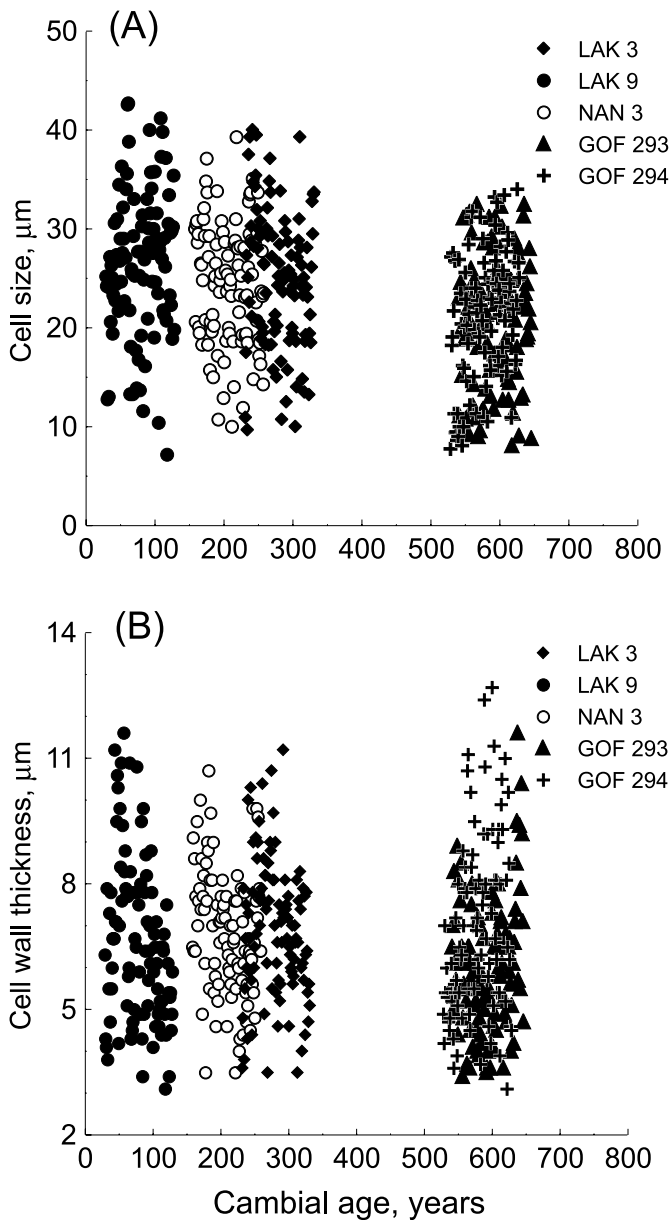 (A)
50
40
30
20
10
0
Cell size, μm
LAK 3
LAK 9
NAN 3
GOF 293
GOF 294
0 100 200 300 400 500 600 700 800
(B)
14
11
8
5
2
Cell wall thickness, μm
LAK 3
LAK 9
NAN 3
GOF 293
GOF 294
0 100 200 300 400 500 600 700 800
Cambial age, years